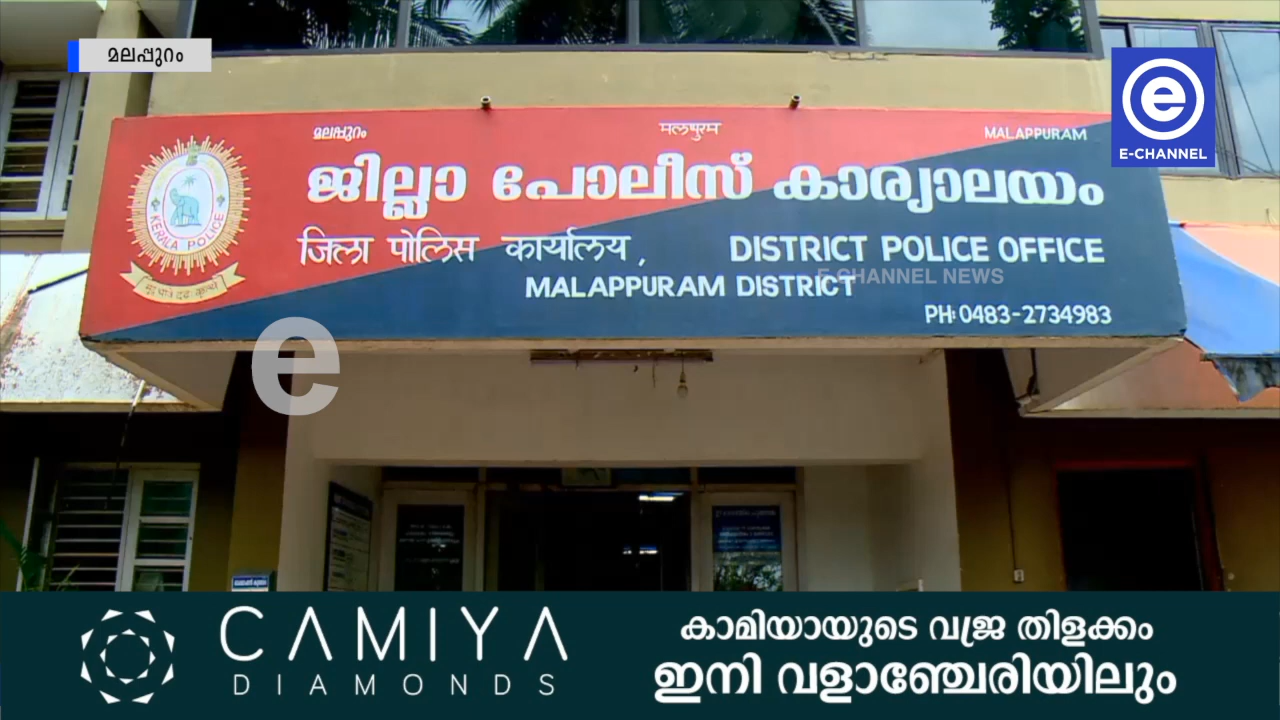 മലപ്പുറം
e
E-CHANNEL
മലപ്പുറം
मलपुरम
MALAPPURAM
ജില്ലാ പോലീസ് കാര്യാലയം
जिला पोलिस कार्यालय,
DISTRICT POLICE OFFICE
E CHANNEL NEWS
MALAPPURAM DISTRICT
PH: 0483-2734983
KERALA POLICE
e
CAMIYA
DIAMONDS
കാമിയായുടെ വജ്ര തിളക്കം
ഇനി വളാഞ്ചേരിയിലും